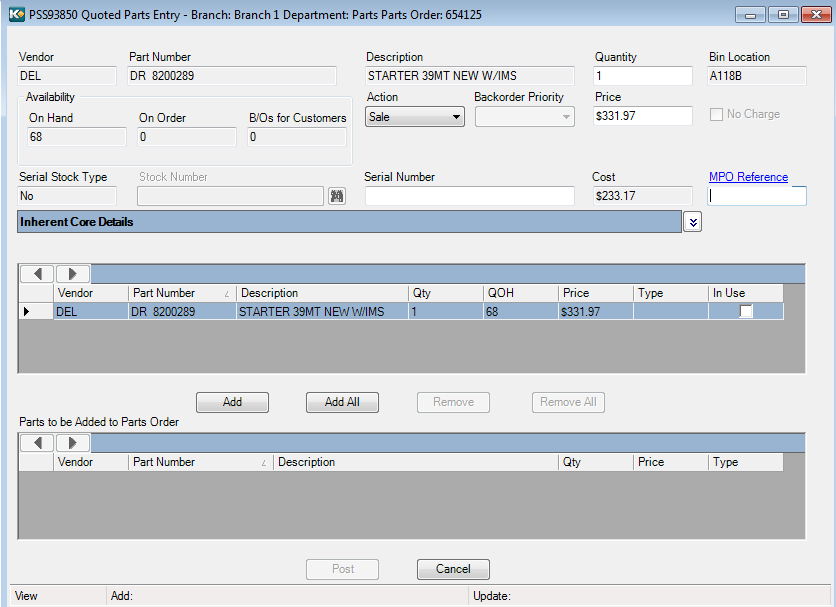 PSS93850 Quoted Parts Entry - Branch: Branch 1 Department: Parts Parts Order: 654125
Vendor Part Number Description Quantity Bin Location
DEL DR 8200289 STARTER 39MT NEW W/IMS 1 A118B
Availability Action Backorder Priority Price
On Hand On Order B/Os for Customers Sale $331.97 No Charge
68 0 0
Serial Stock Type Stock Number Serial Number Cost MPO Reference
No $233.17
Inherent Core Details
Vendor Part Number Description Qty QOH Price Type In Use
DEL DR 8200289 STARTER 39MT NEW W/IMS 1 68 $331.97
Add Add All Remove Remove All
Parts to be Added to Parts Order
Vendor Part Number Description Qty Price Type
Post Cancel
View Add: Update: